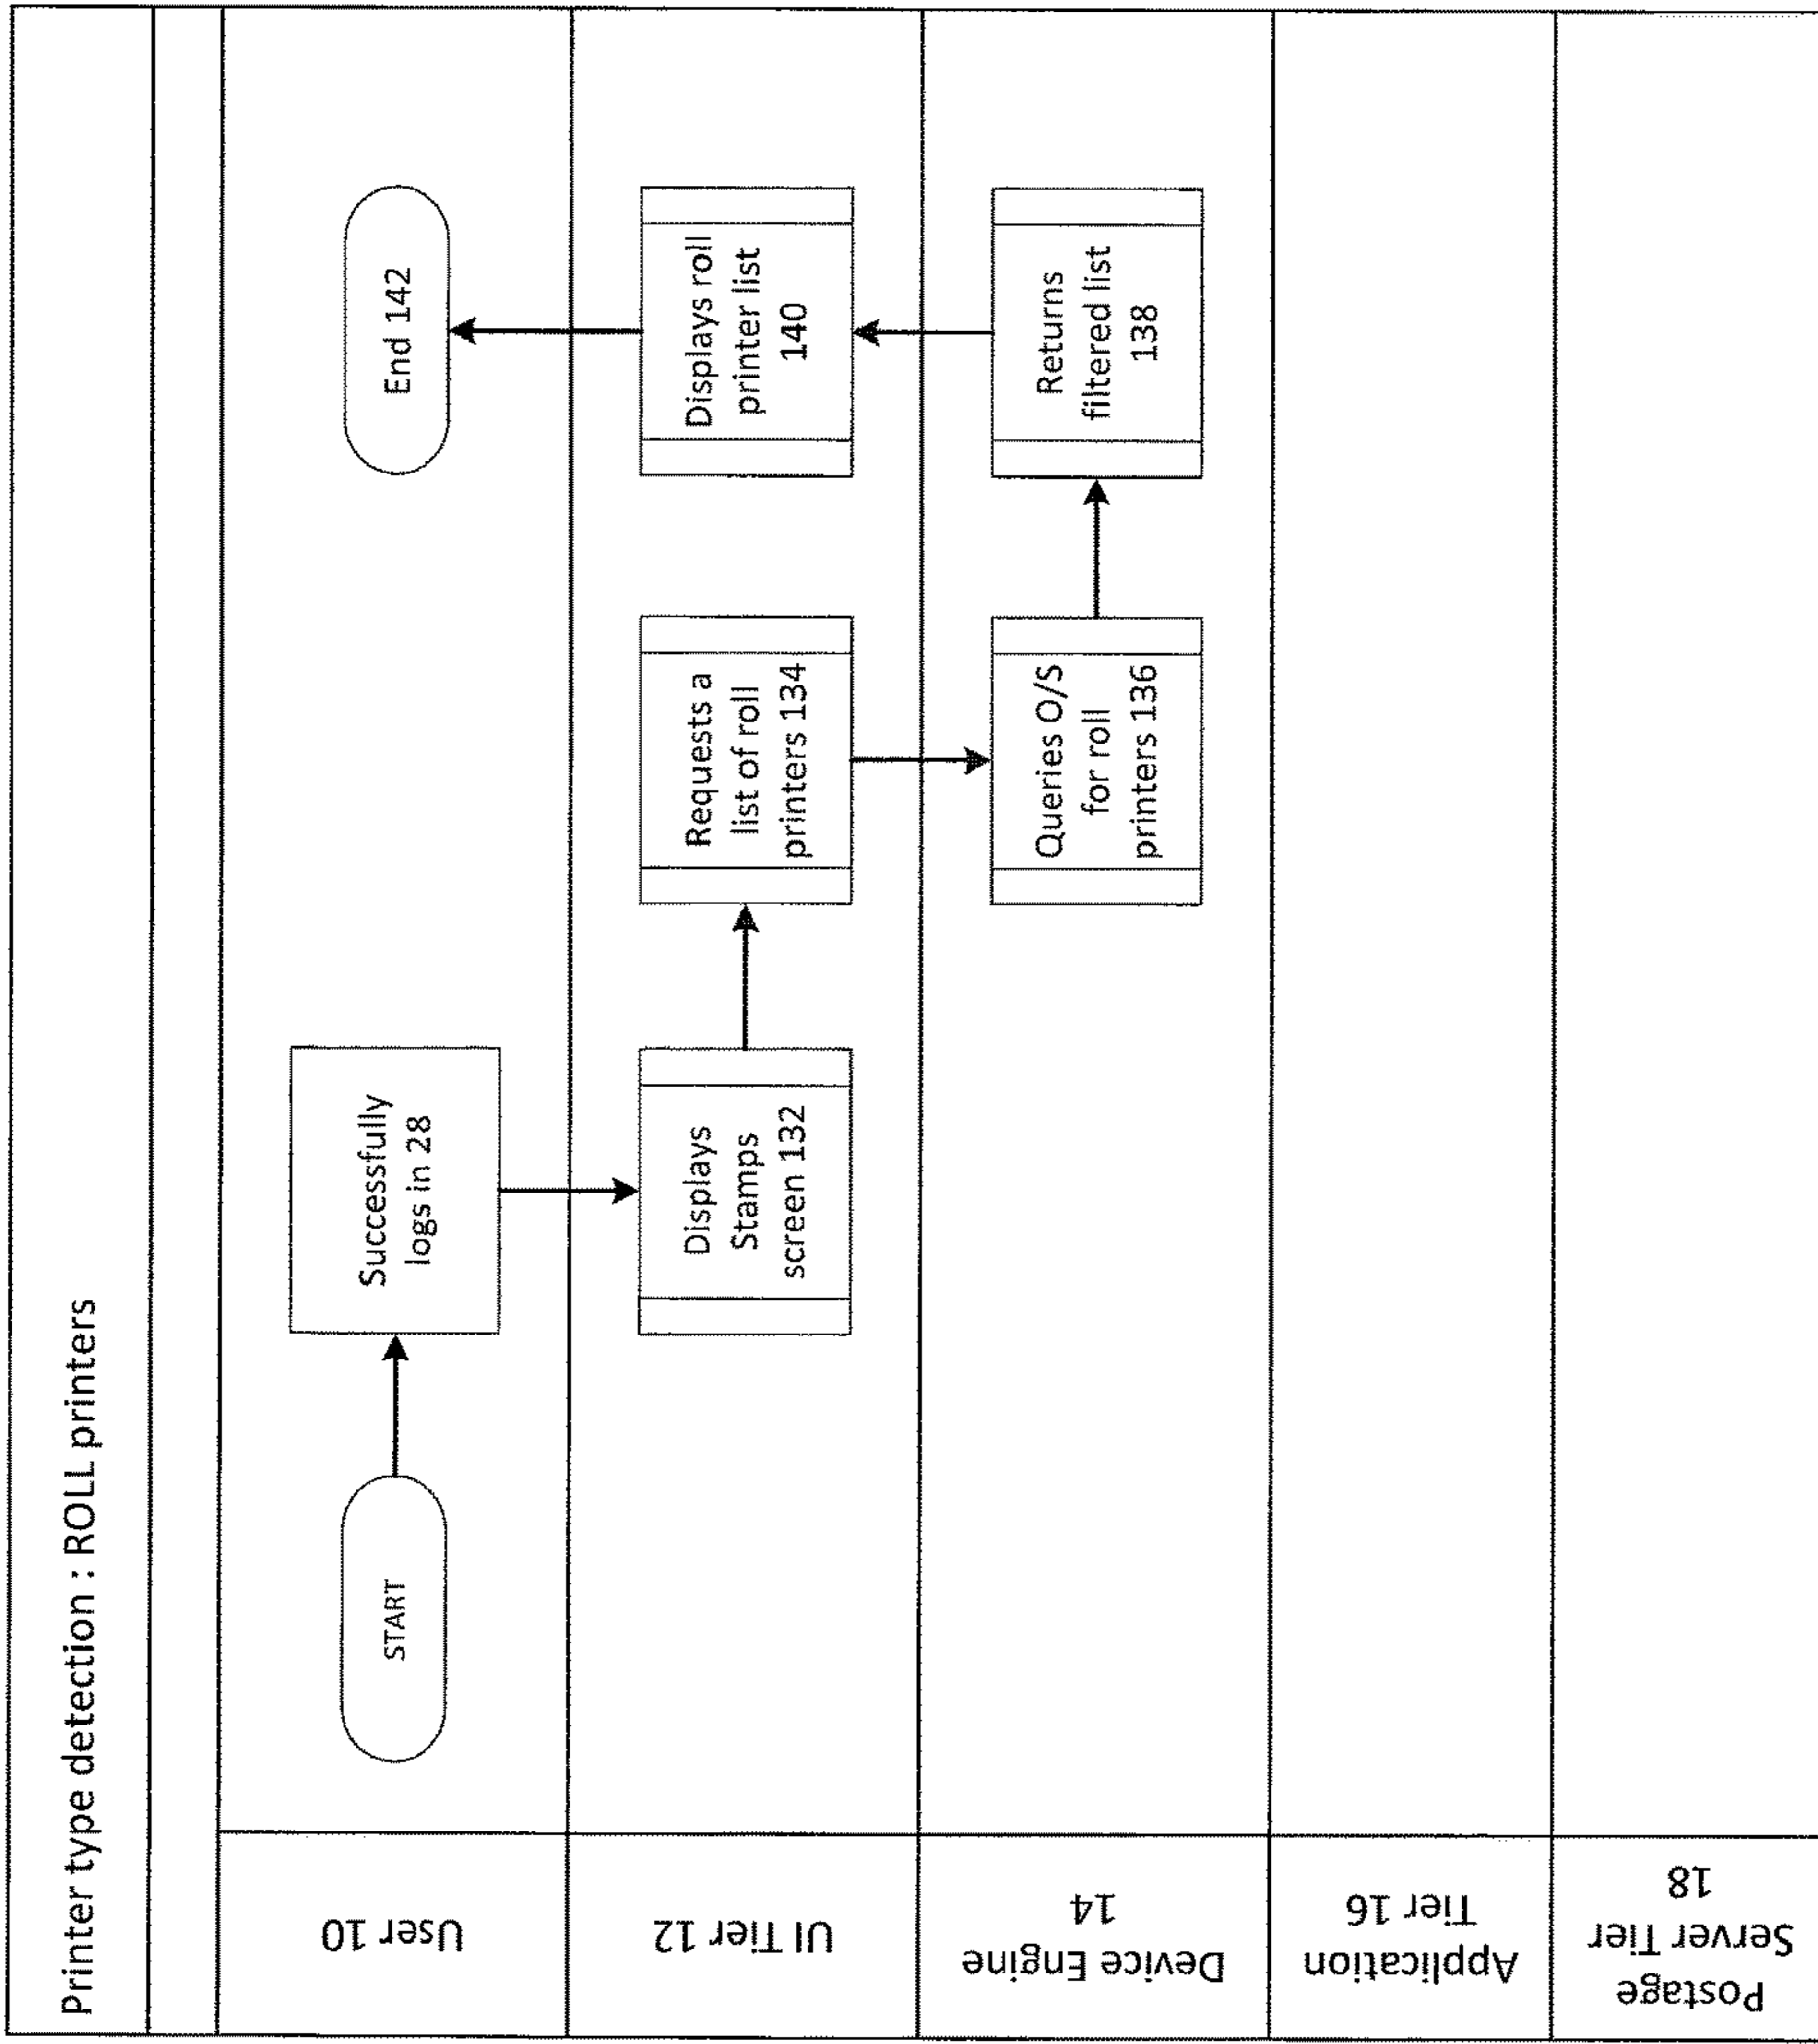 Printer type detection : ROLL printers
User 10
START
Successfully
logs in 28
End 142
UI Tier 12
Displays
Stamps
screen 132
Requests a
list of roll
printers 134
Displays roll
printer list
140
Device Engine
14
Queries O/S
for roll
printers 136
Returns
filtered list
138
Application
Tier 16
Postage
Server Tier
18